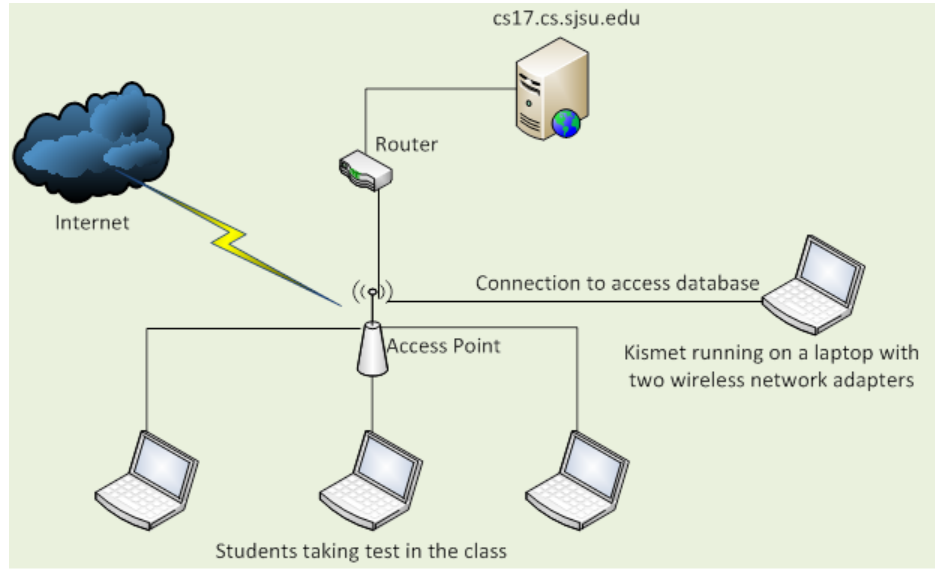 cs17.cs.sjsu.edu
Router
Internet
Connection to access database
Access Point
Kismet running on a laptop with
two wireless network adapters
Students taking test in the class